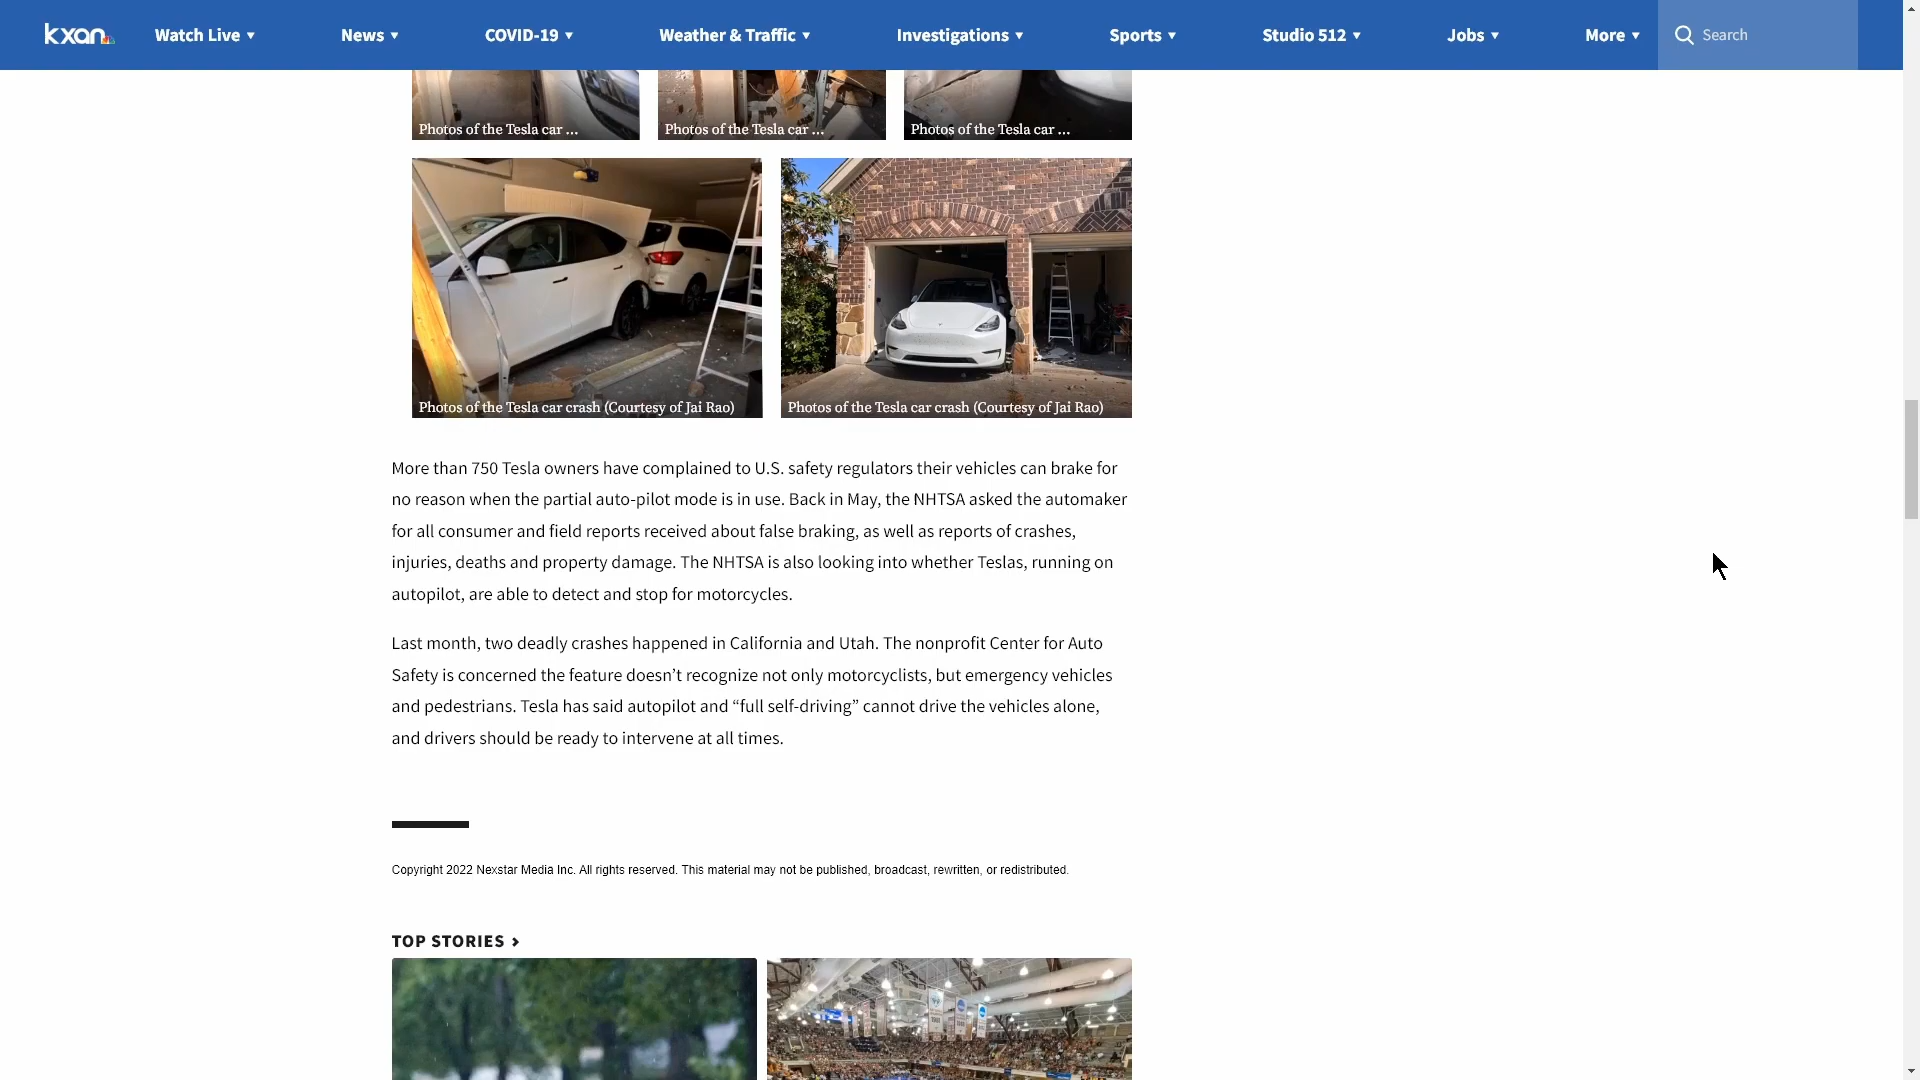 kxan
Watch Live ▾
News ▾
COVID-19 ▾
Weather & Traffic ▾
Investigations ▾
Sports ▾
Studio 512 ▾
Jobs ▾
More ▾
Search
Photos of the Tesla car ...
Photos of the Tesla car ...
Photos of the Tesla car ...
Photos of the Tesla car crash (Courtesy of Jai Rao)
Photos of the Tesla car crash (Courtesy of Jai Rao)
More than 750 Tesla owners have complained to U.S. safety regulators their vehicles can brake for
no reason when the partial auto-pilot mode is in use. Back in May, the NHTSA asked the automaker
for all consumer and field reports received about false braking, as well as reports of crashes,
injuries, deaths and property damage. The NHTSA is also looking into whether Teslas, running on
autopilot, are able to detect and stop for motorcycles.
Last month, two deadly crashes happened in California and Utah. The nonprofit Center for Auto
Safety is concerned the feature doesn’t recognize not only motorcyclists, but emergency vehicles
and pedestrians. Tesla has said autopilot and “full self-driving” cannot drive the vehicles alone,
and drivers should be ready to intervene at all times.
Copyright 2022 Nexstar Media Inc. All rights reserved. This material may not be published, broadcast, rewritten, or redistributed.
TOP STORIES ›